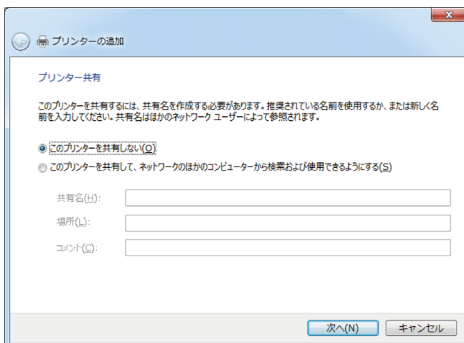 プリンターの追加
プリンター共有
このプリンターを共有するには、共有名を作成する必要があります。推奨されている名前を使用するか、または新しく名
前を入力してください。共有名はほかのネットワーク ユーザーによって参照されます。
このプリンターを共有しない(O)
このプリンターを共有して、ネットワークのほかのコンピューターから検索および使用できるようにする(S)
共有名(H):
場所(L):
コメント(C):
次へ(N) キャンセル